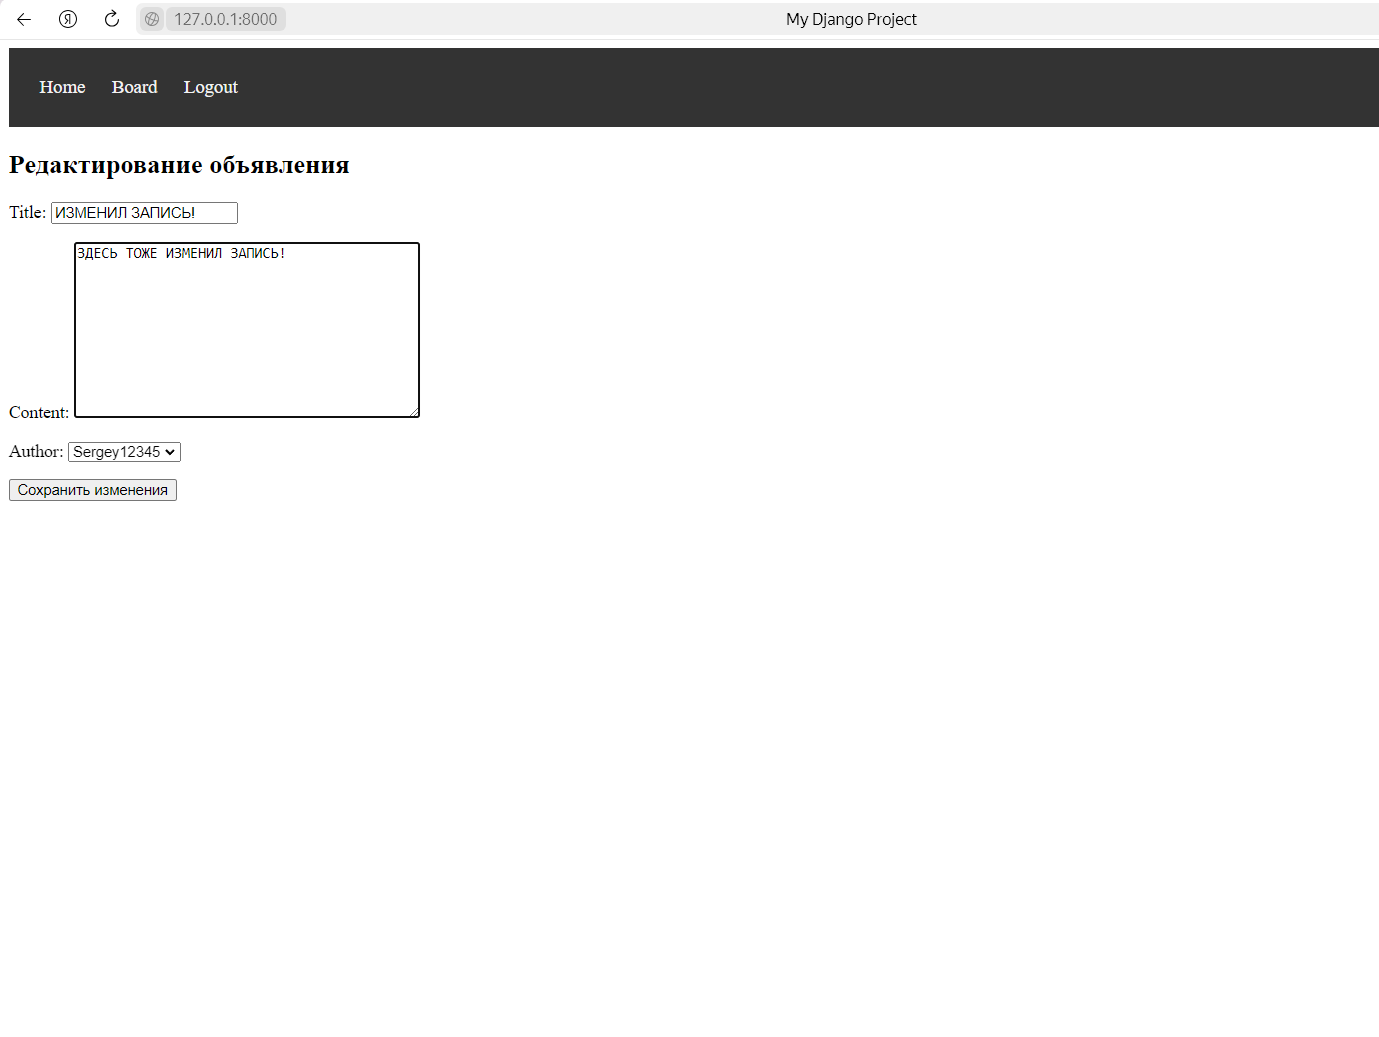 Я 127.0.0.1:8000 My Django Project
Home Board Logout
Редактирование объявления
Title: ИЗМЕНИЛ ЗАПИСЬ!
ЗДЕСЬ ТОЖЕ ИЗМЕНИЛ ЗАПИСЬ!
Content:
Author: Sergey12345
Сохранить изменения